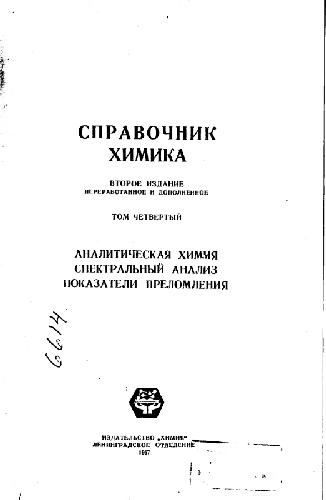 СПРАВОЧНИК
ХИМИКА
ВТОРОЕ ИЗДАНИЕ
ПЕРЕРАБОТАННОЕ И ДОПОЛНЕННОЕ
ТОМ ЧЕТВЕРТЫЙ
АНАЛИТИЧЕСКАЯ ХИМИЯ
СПЕКТРАЛЬНЫЙ АНАЛИЗ
ПОКАЗАТЕЛИ ПРЕЛОМЛЕНИЯ
6614
ИЗДАТЕЛЬСТВО „ХИМИЯ“
ЛЕНИНГРАДСКОЕ ОТДЕЛЕНИЕ
1967